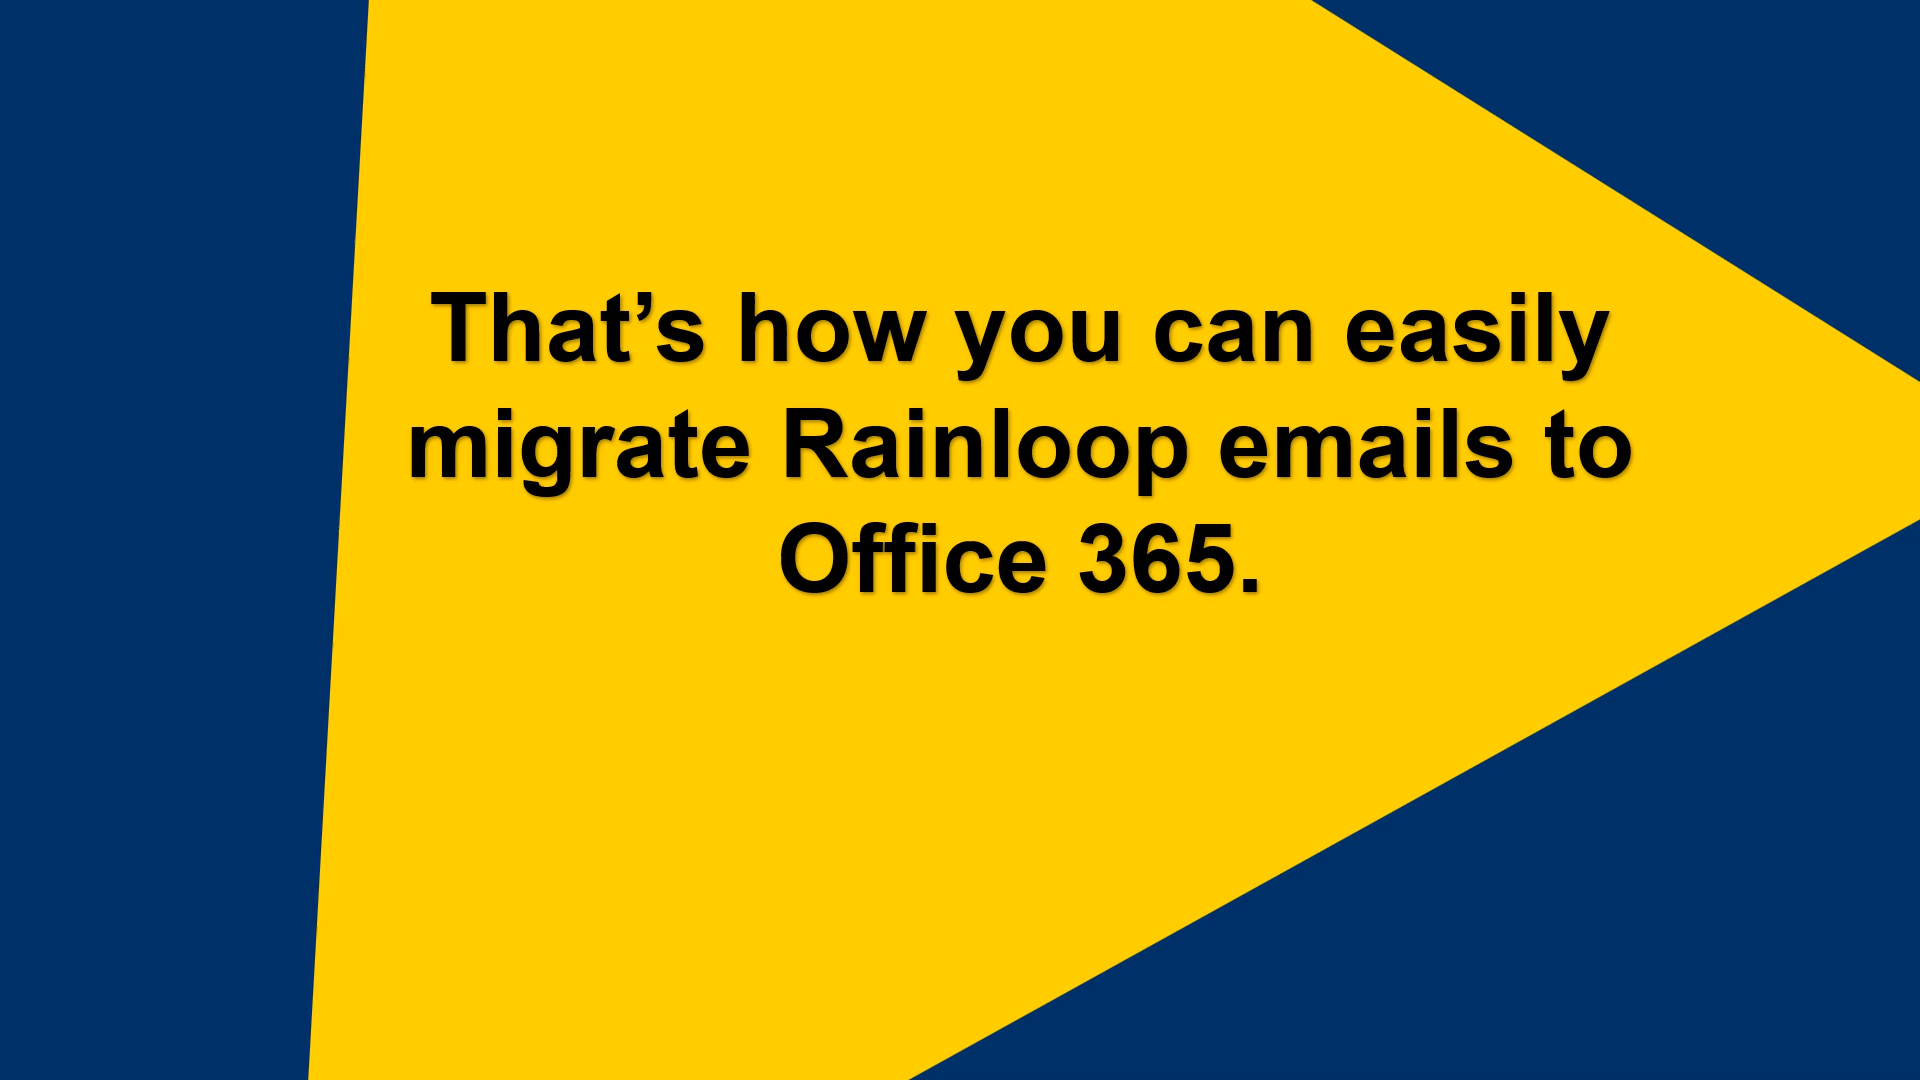 That’s how you can easily
migrate Rainloop emails to
Office 365.